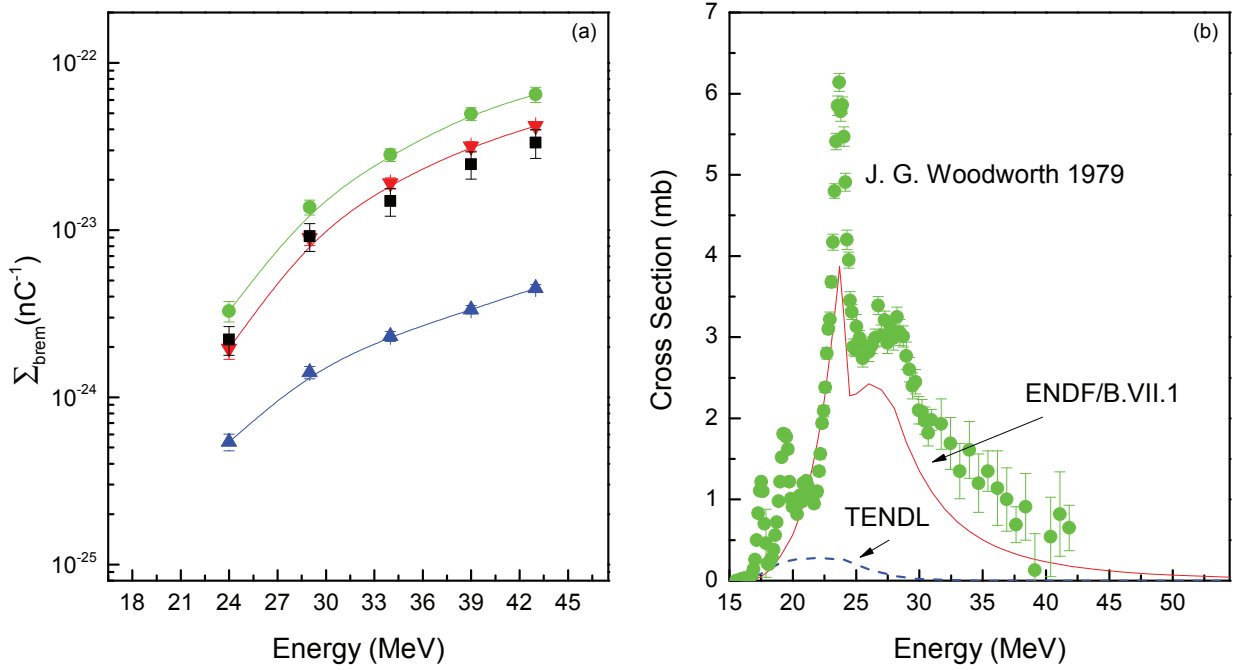 (a)
10⁻²²
10⁻²³
10⁻²⁴
10⁻²⁵
Σbrem(nC⁻¹)
18 21 24 27 30 33 36 39 42 45
Energy (MeV)
(b)
7
6
5
4
3
2
1
0
Cross Section (mb)
J. G. Woodworth 1979
ENDF/B.VII.1
TENDL
15 20 25 30 35 40 45 50
Energy (MeV)